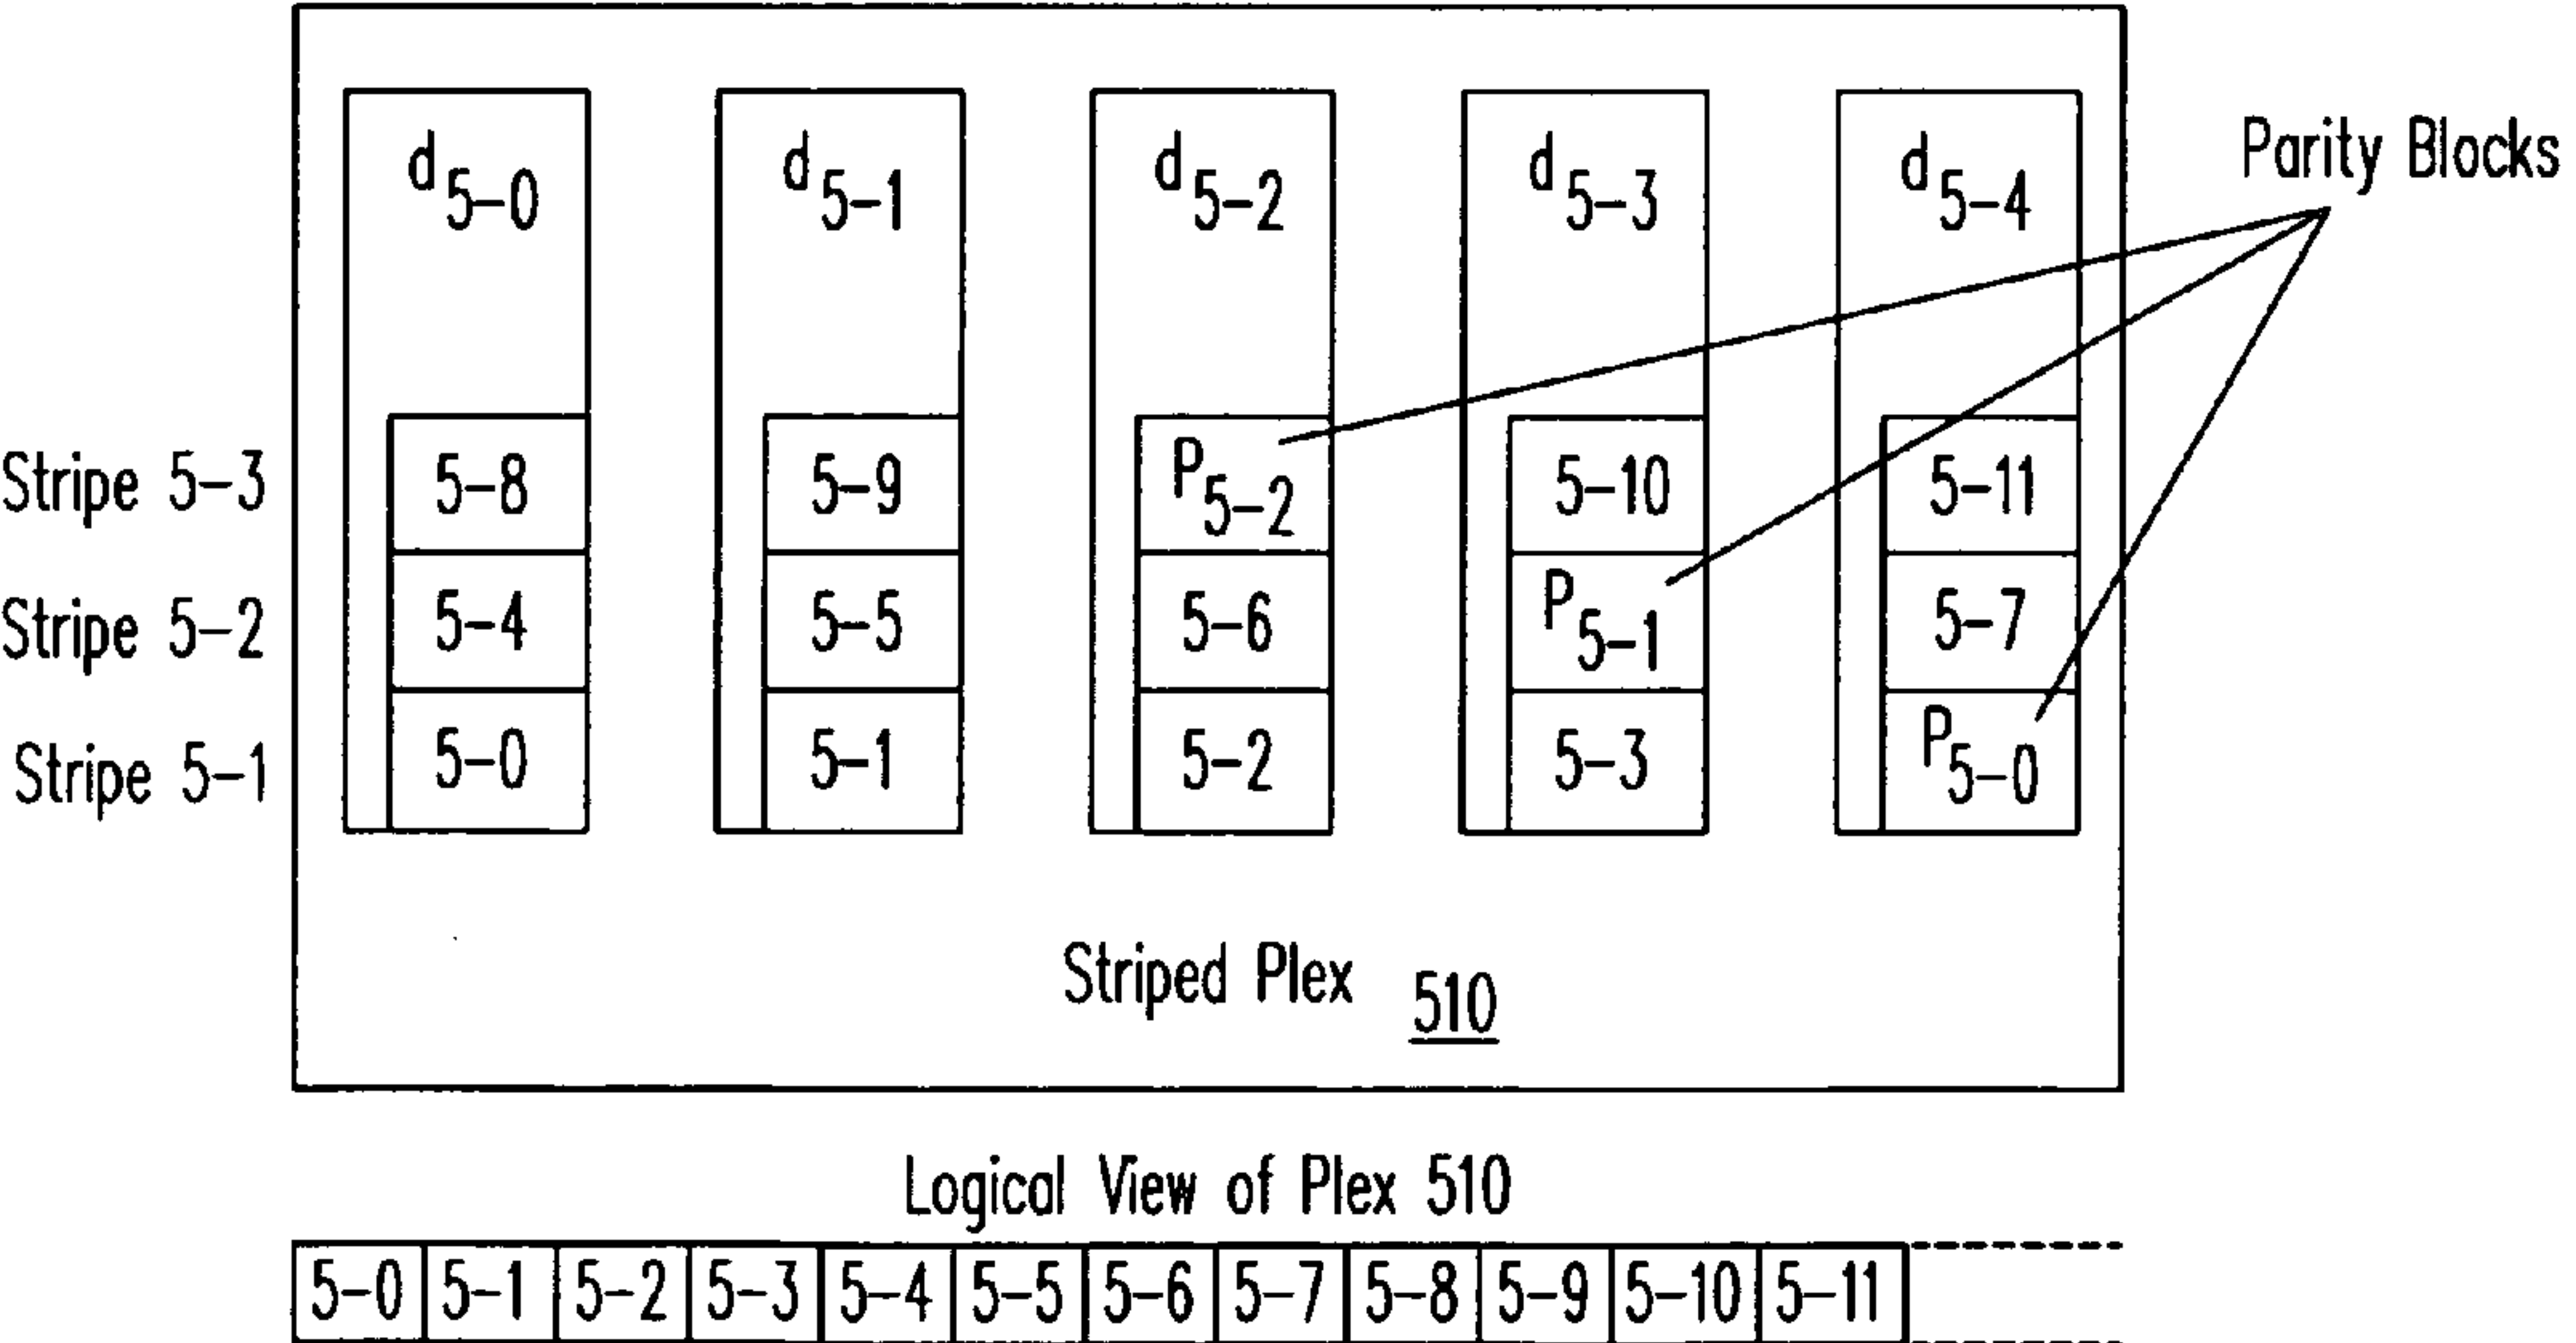 d5-0 d5-1 d5-2 d5-3 d5-4 Parity Blocks
Stripe 5-3 5-8 5-9 P5-2 5-10 5-11
Stripe 5-2 5-4 5-5 5-6 P5-1 5-7
Stripe 5-1 5-0 5-1 5-2 5-3 P5-0
Striped Plex 510
Logical View of Plex 510
5-0 5-1 5-2 5-3 5-4 5-5 5-6 5-7 5-8 5-9 5-10 5-11